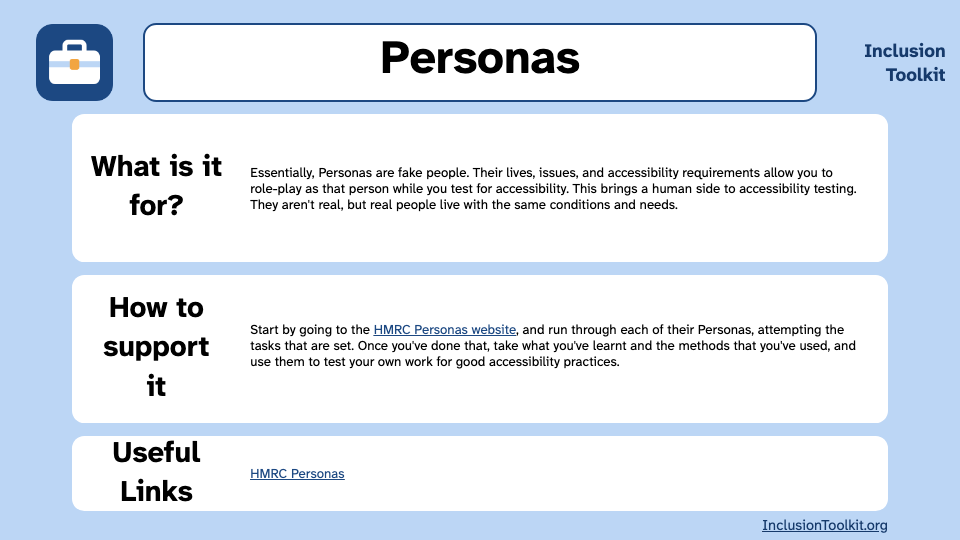 Personas
Inclusion
Toolkit
What is it
for?
Essentially, Personas are fake people. Their lives, issues, and accessibility requirements allow you to
role-play as that person while you test for accessibility. This brings a human side to accessibility testing.
They aren't real, but real people live with the same conditions and needs.
How to
support
it
Start by going to the HMRC Personas website, and run through each of their Personas, attempting the
tasks that are set. Once you've done that, take what you've learnt and the methods that you've used, and
use them to test your own work for good accessibility practices.
Useful
Links
HMRC Personas
InclusionToolkit.org